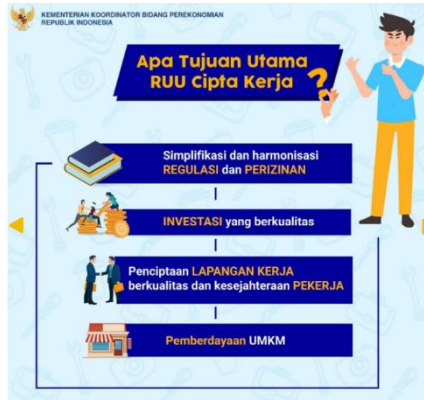 KEMENTERIAN KOORDINATOR BIDANG PEREKONOMIAN
REPUBLIK INDONESIA
Apa Tujuan Utama
RUU Cipta Kerja
?
Simplifikasi dan harmonisasi
REGULASI dan PERIZINAN
INVESTASI yang berkualitas
Penciptaan LAPANGAN KERJA
berkualitas dan kesejahteraan PEKERJA
Pemberdayaan UMKM